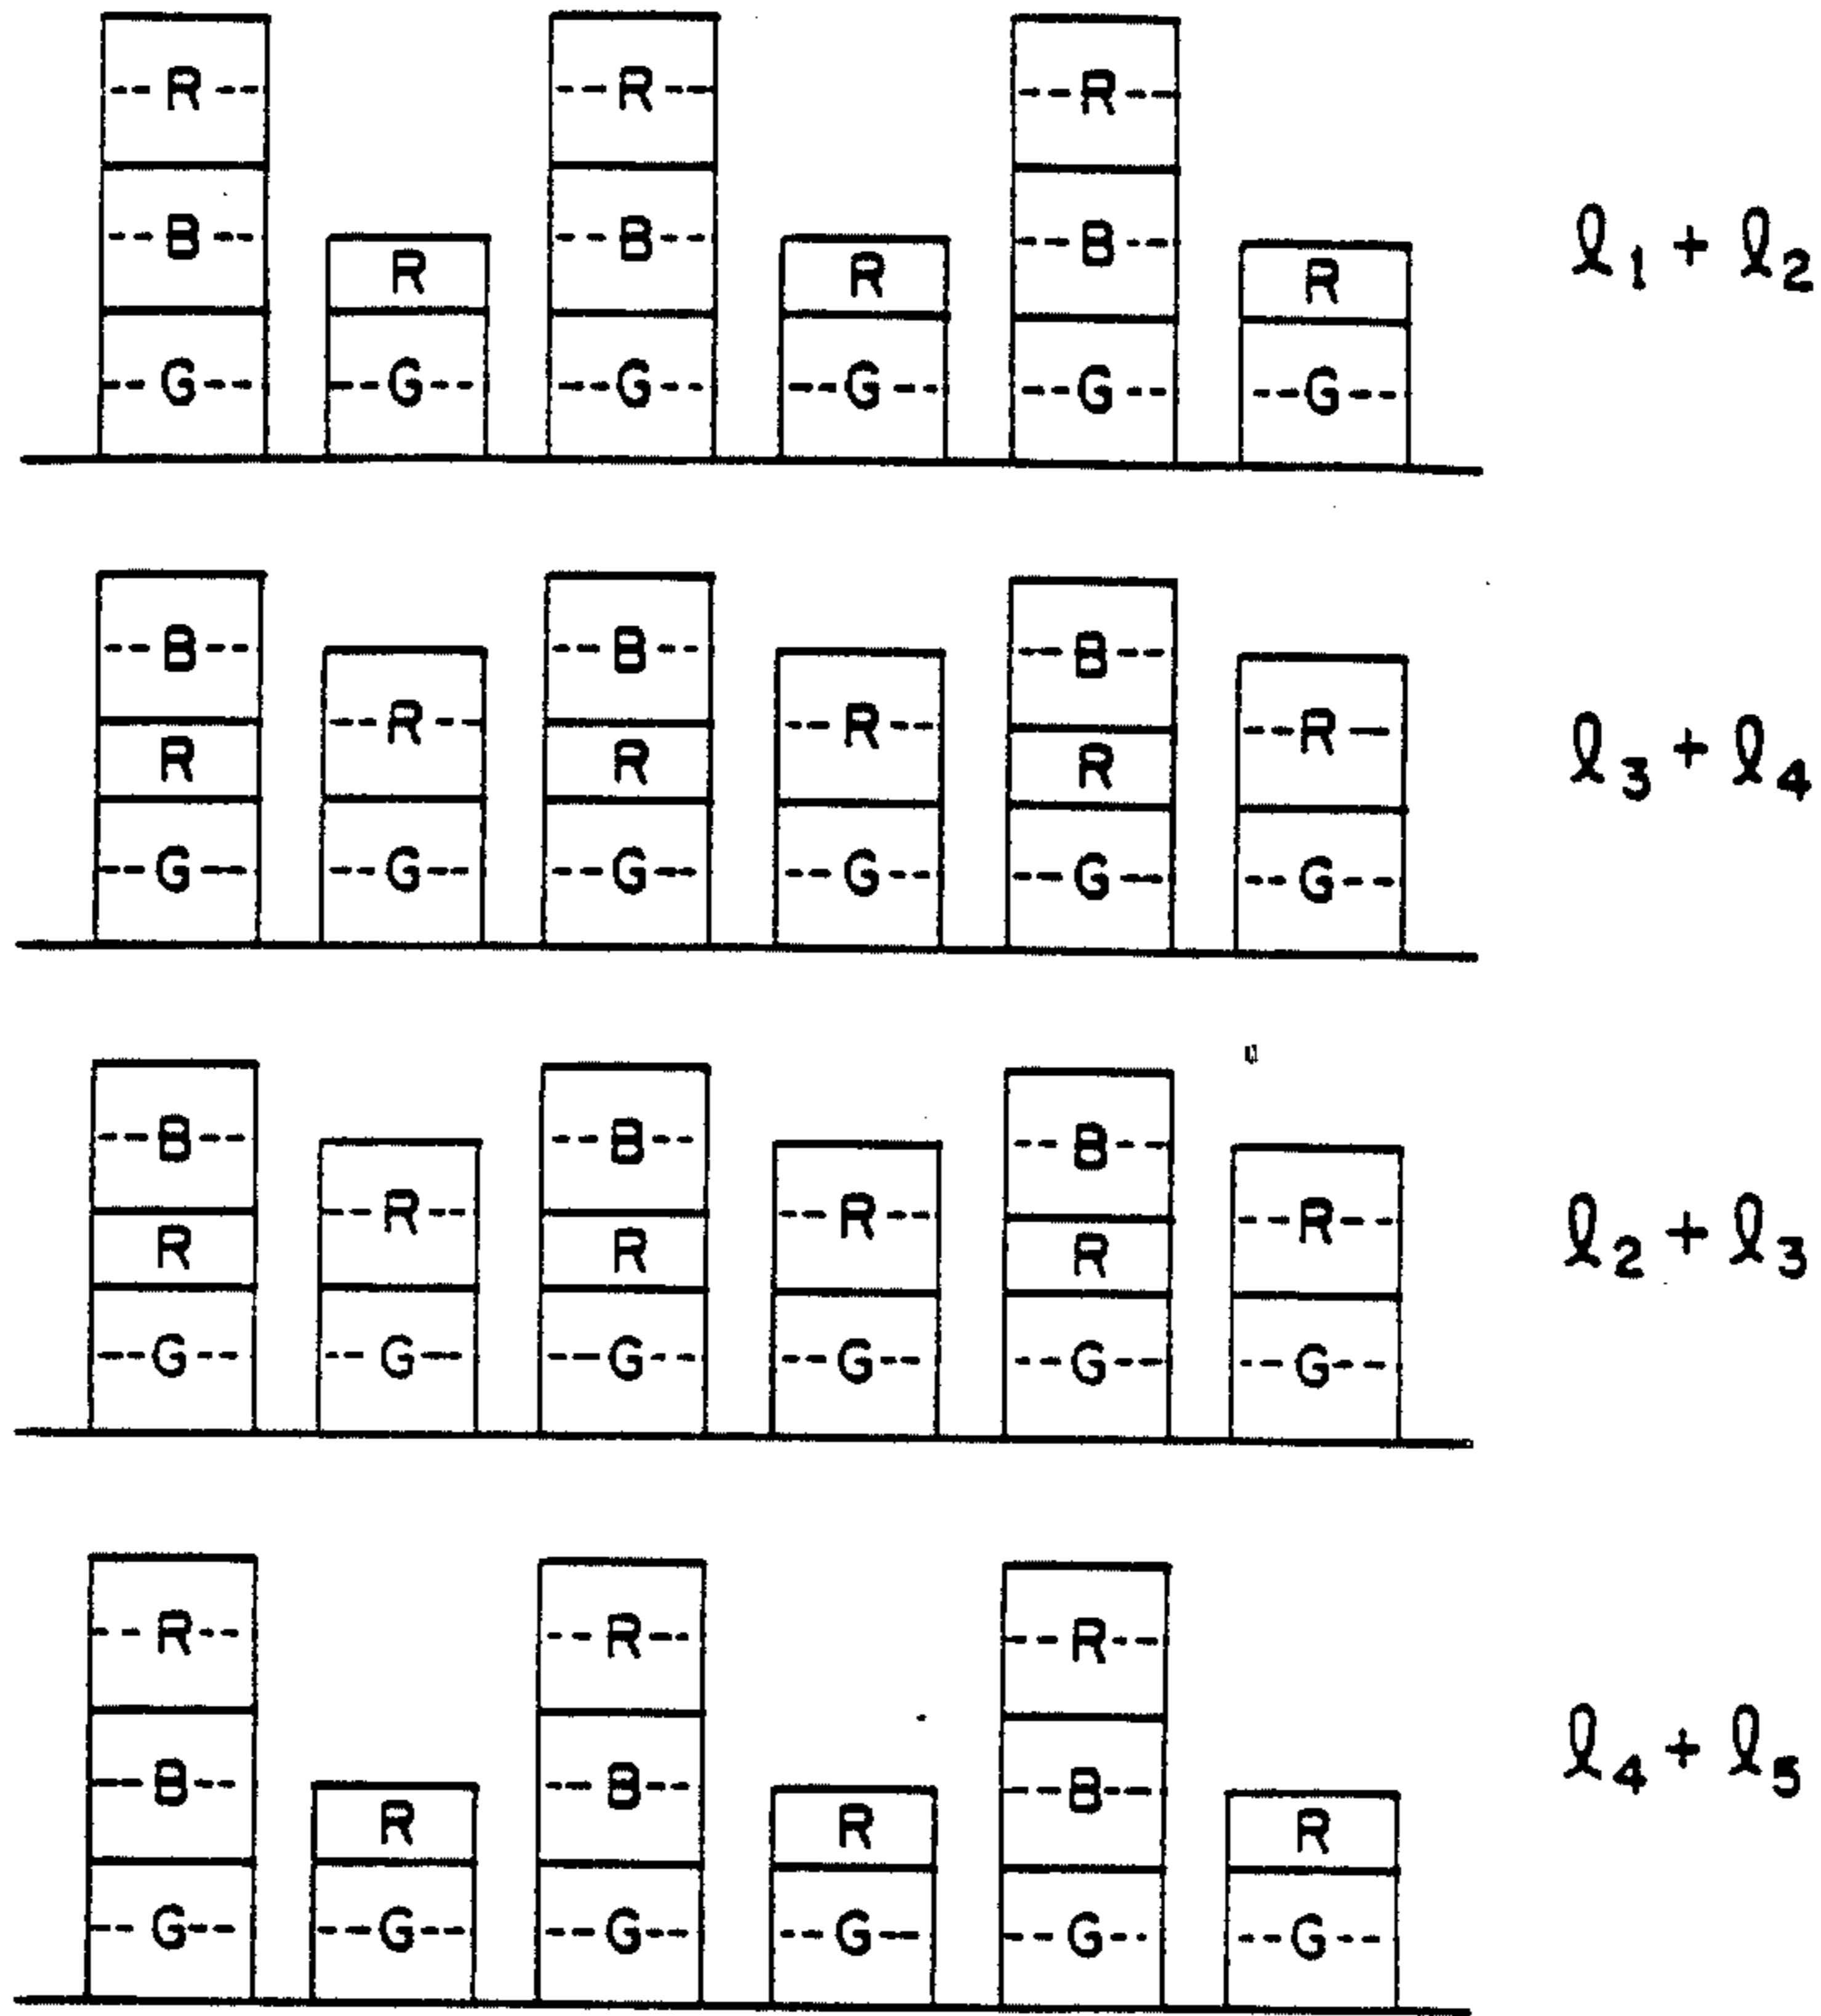 R R R
B B B ℓ1 + ℓ2
R R R
G G G G G G
B B B
R R R ℓ3 + ℓ4
R R R
G G G G G G
B B B
R R R ℓ2 + ℓ3
R R R
G G G G G G
R R R
B B B ℓ4 + ℓ5
R R R
G G G G G G